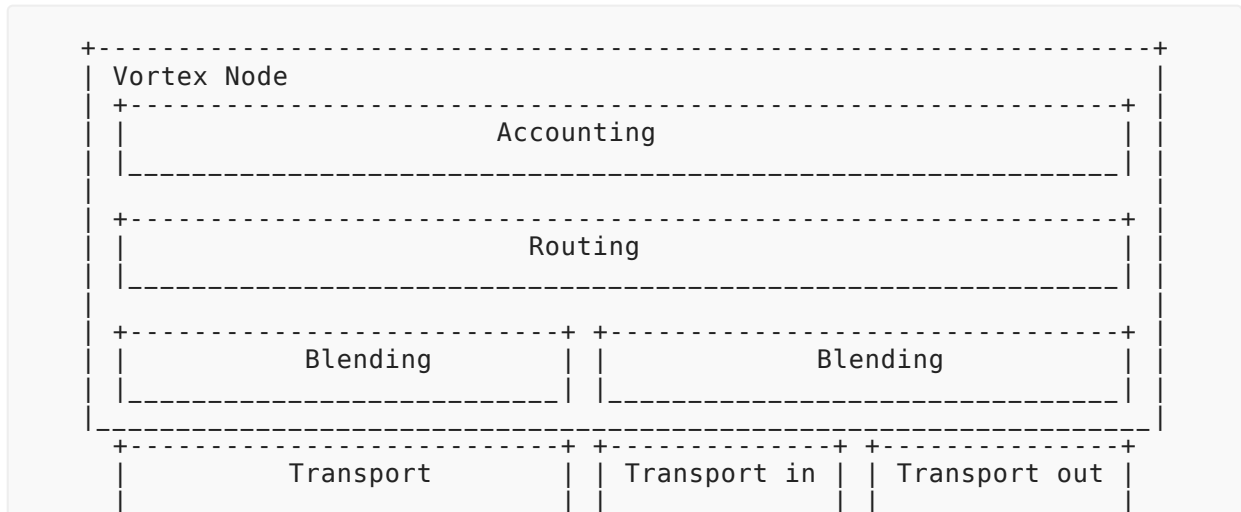 Vortex Node
Accounting
Routing
Blending Blending
Transport Transport in Transport out